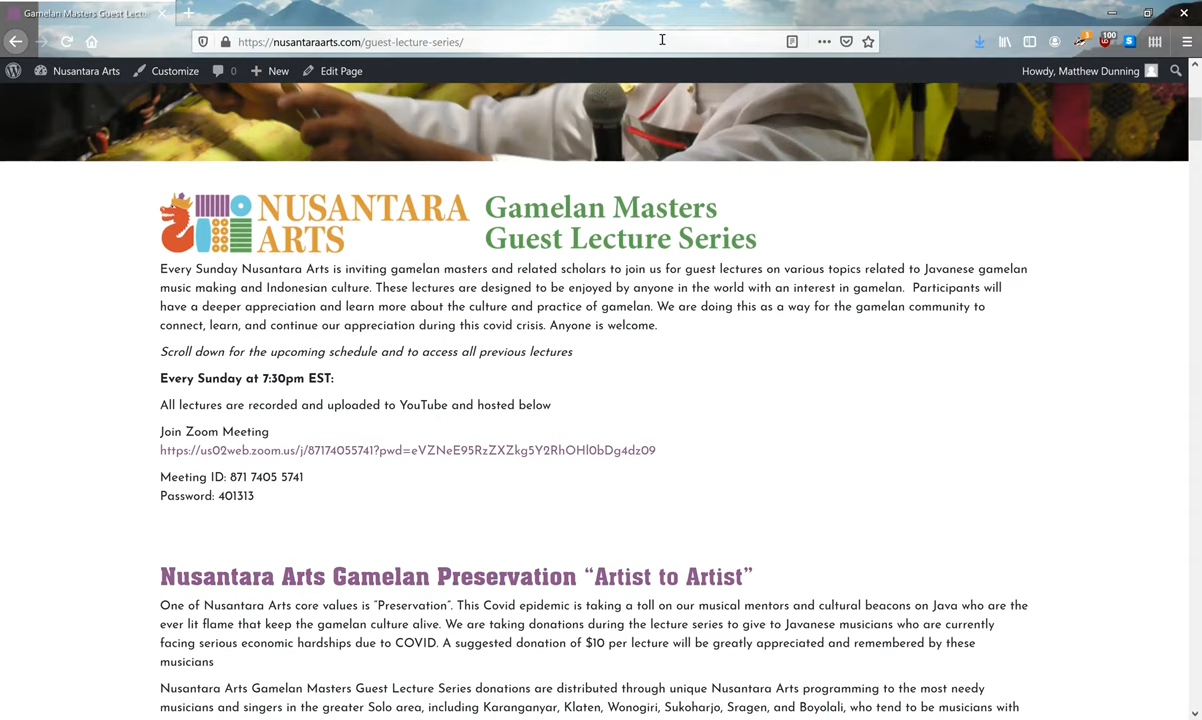 Gamelan Masters Guest Lectu
https://nusantaraarts.com/guest-lecture-series/
3
100
Nusantara Arts
Customize
0
New
Edit Page
Howdy, Matthew Dunning
NUSANTARA
ARTS
Gamelan Masters
Guest Lecture Series
Every Sunday Nusantara Arts is inviting gamelan masters and related scholars to join us for guest lectures on various topics related to Javanese gamelan
music making and Indonesian culture. These lectures are designed to be enjoyed by anyone in the world with an interest in gamelan. Participants will
have a deeper appreciation and learn more about the culture and practice of gamelan. We are doing this as a way for the gamelan community to
connect, learn, and continue our appreciation during this covid crisis. Anyone is welcome.
Scroll down for the upcoming schedule and to access all previous lectures
Every Sunday at 7:30pm EST:
All lectures are recorded and uploaded to YouTube and hosted below
Join Zoom Meeting
https://us02web.zoom.us/j/87174055741?pwd=eVZNeE95RzZXZkg5Y2RhOHl0bDg4dz09
Meeting ID: 871 7405 5741
Password: 401313
Nusantara Arts Gamelan Preservation “Artist to Artist”
One of Nusantara Arts core values is “Preservation”. This Covid epidemic is taking a toll on our musical mentors and cultural beacons on Java who are the
ever lit flame that keep the gamelan culture alive. We are taking donations during the lecture series to give to Javanese musicians who are currently
facing serious economic hardships due to COVID. A suggested donation of $10 per lecture will be greatly appreciated and remembered by these
musicians
Nusantara Arts Gamelan Masters Guest Lecture Series donations are distributed through unique Nusantara Arts programming to the most needy
musicians and singers in the greater Solo area, including Karanganyar, Klaten, Wonogiri, Sukoharjo, Sragen, and Boyolali, who tend to be musicians with